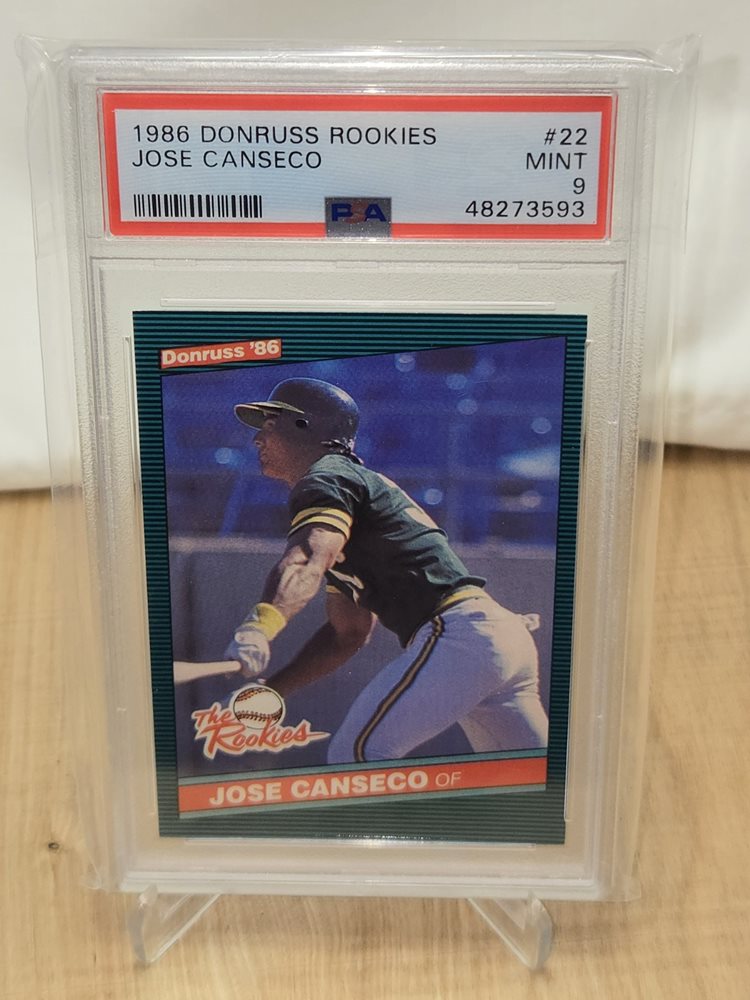 1986 DONRUSS ROOKIES #22
JOSE CANSECO MINT
9
PSA 48273593
Donruss '86
The
Rookies
JOSE CANSECO OF